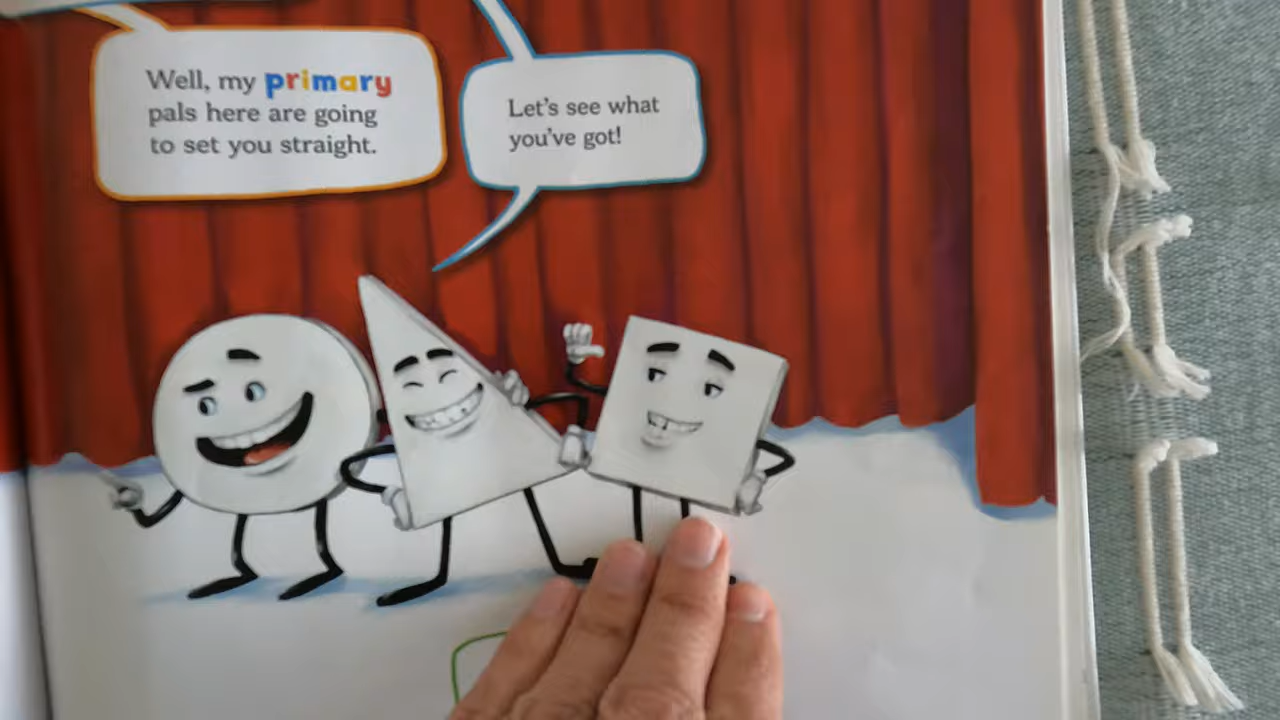 Well, my primary
pals here are going
to set you straight.
Let's see what
you've got!